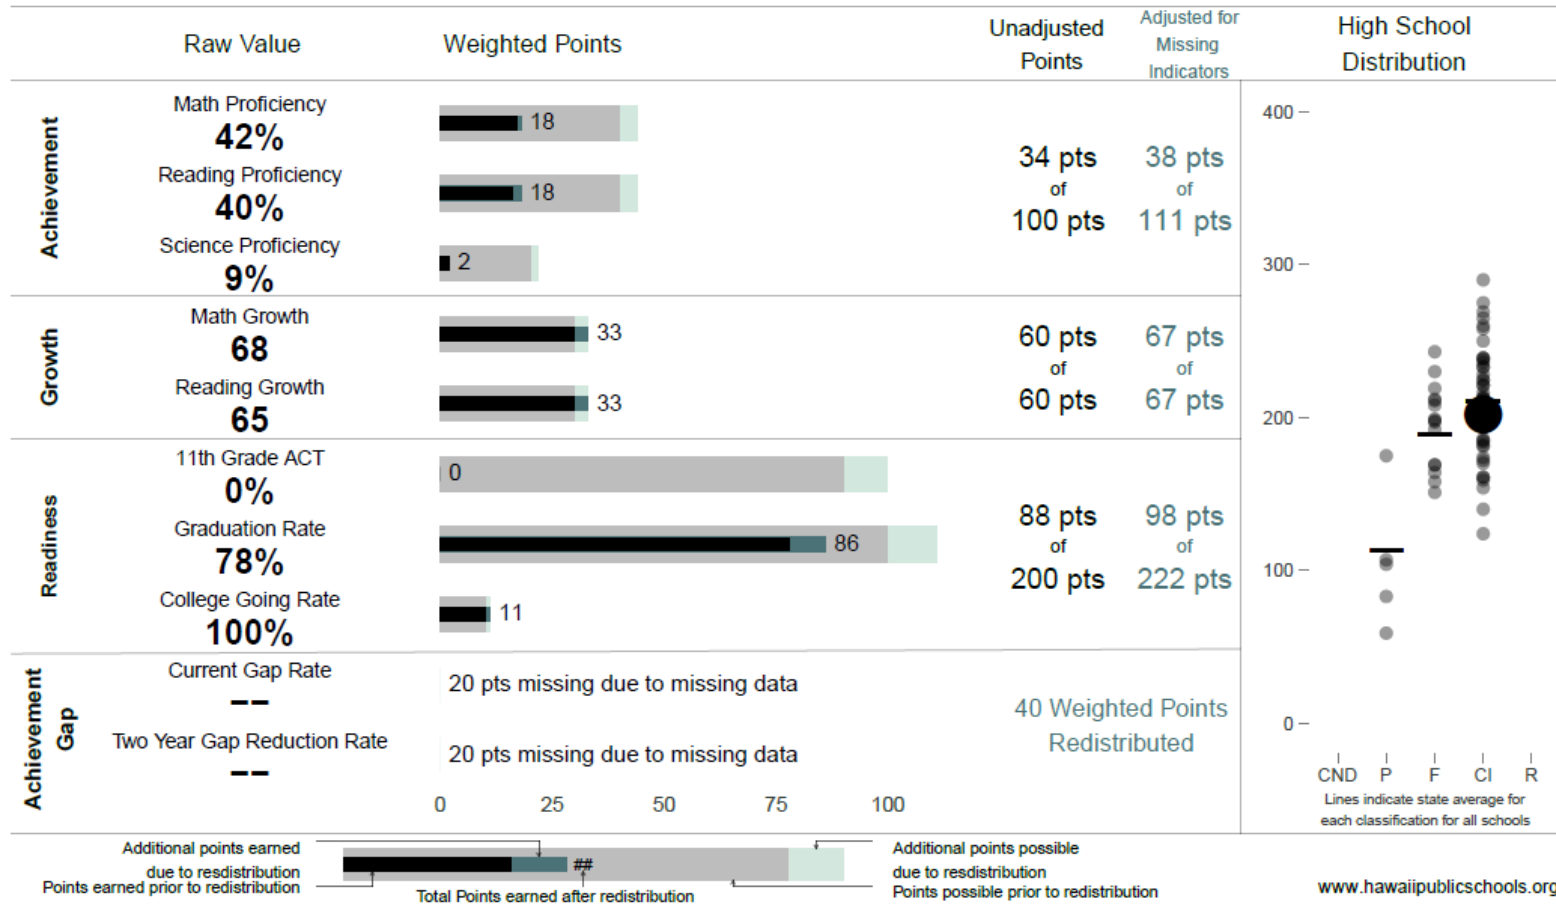 Raw Value
Weighted Points
Unadjusted
Points
Adjusted for
Missing
Indicators
High School
Distribution
Achievement
Math Proficiency
42%
18
Reading Proficiency
40%
18
Science Proficiency
9%
2
34 pts
of
100 pts
38 pts
of
111 pts
Growth
Math Growth
68
33
Reading Growth
65
33
60 pts
of
60 pts
67 pts
of
67 pts
Readiness
11th Grade ACT
0%
0
Graduation Rate
78%
86
College Going Rate
100%
11
88 pts
of
200 pts
98 pts
of
222 pts
Achievement
Gap
Current Gap Rate
--
20 pts missing due to missing data
Two Year Gap Reduction Rate
--
20 pts missing due to missing data
40 Weighted Points
Redistributed
0 25 50 75 100
400
300
200
100
0
CND P F CI R
Lines indicate state average for
each classification for all schools
Additional points earned
due to resdistribution
Points earned prior to redistribution
##
Total Points earned after redistribution
Additional points possible
due to resdistribution
Points possible prior to redistribution
www.hawaiipublicschools.org